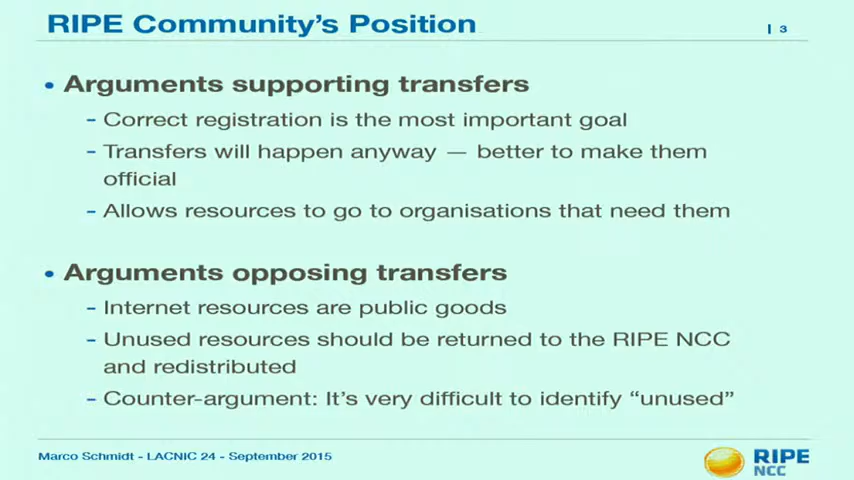 RIPE Community's Position
3
• Arguments supporting transfers
- Correct registration is the most important goal
- Transfers will happen anyway — better to make them
official
- Allows resources to go to organisations that need them
• Arguments opposing transfers
- Internet resources are public goods
- Unused resources should be returned to the RIPE NCC
and redistributed
- Counter-argument: It's very difficult to identify “unused”
Marco Schmidt - LACNIC 24 - September 2015
RIPE
NCC